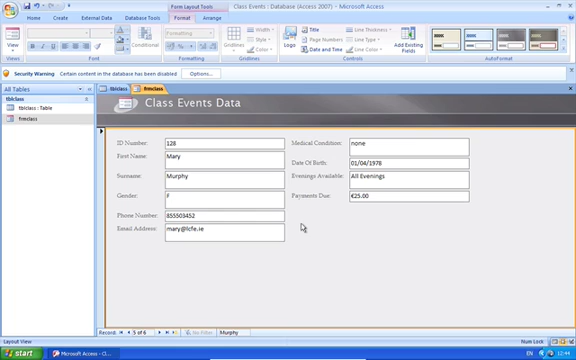 Form Layout Tools
Class Events : Database (Access 2007) - Microsoft Access
Home
Create
External Data
Database Tools
Format
Arrange
View
Views
Conditional
Font
Formatting
Formatting
Gridlines
Width
Style
Color
Gridlines
Logo
Title
Page Numbers
Date and Time
Line Thickness
Line Type
Line Color
Add Existing
Fields
Controls
AutoFormat
Security Warning
Certain content in the database has been disabled
Options...
All Tables
tblclass
frmclass
tblclass
tblclass : Table
frmclass
Class Events Data
ID Number:
128
First Name:
Mary
Surname:
Murphy
Gender:
F
Phone Number:
855503452
Email Address:
mary@lcfe.ie
Medical Condition:
none
Date Of Birth:
01/04/1978
Evenings Available:
All Evenings
Payments Due:
€25.00
Record:
5 of 6
No Filter
Murphy
Layout View
Num Lock
start
Microsoft Access - Cl...
EN
12:44